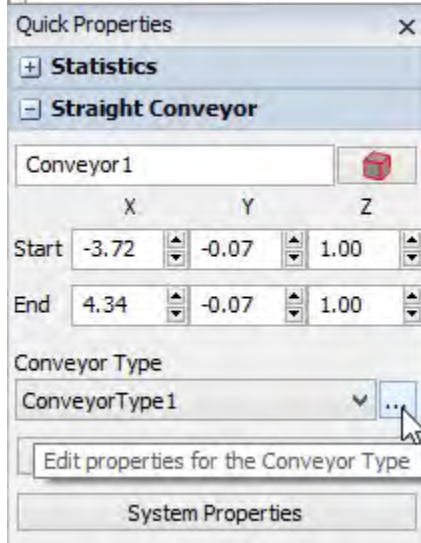 Quick Properties
Statistics
Straight Conveyor
Conveyor1
X Y Z
Start -3.72 -0.07 1.00
End 4.34 -0.07 1.00
Conveyor Type
ConveyorType1 ...
Edit properties for the Conveyor Type
System Properties